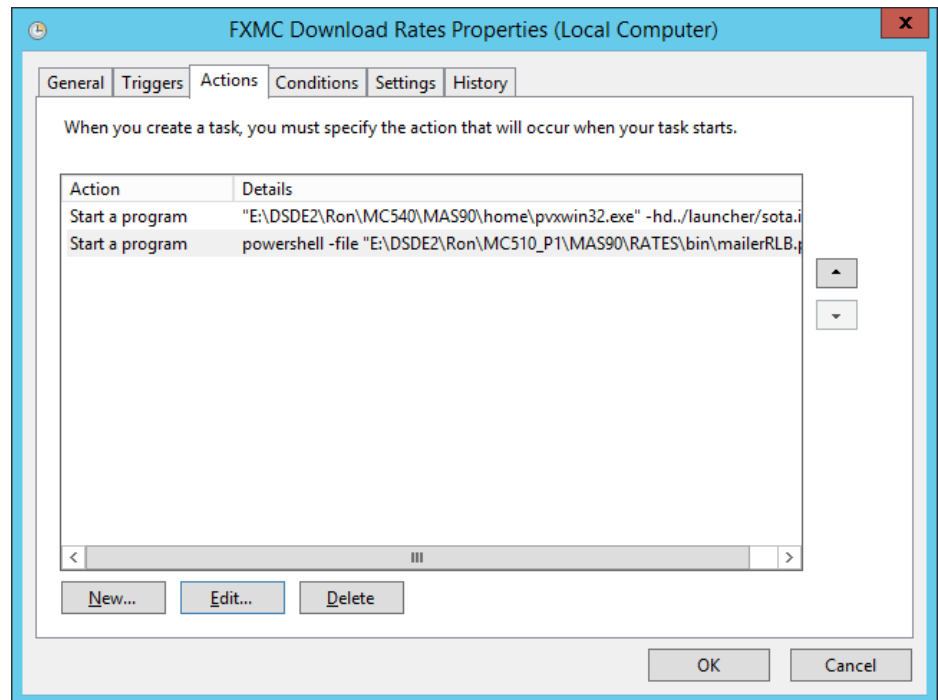 FXMC Download Rates Properties (Local Computer)
x
General Triggers Actions Conditions Settings History
When you create a task, you must specify the action that will occur when your task starts.
Action Details
Start a program "E:\DSDE2\Ron\MC540\MAS90\home\pvxwin32.exe" -hd../launcher/sota.i
Start a program powershell -file "E:\DSDE2\Ron\MC510_P1\MAS90\RATES\bin\mailerRLB.p
New... Edit... Delete
OK Cancel